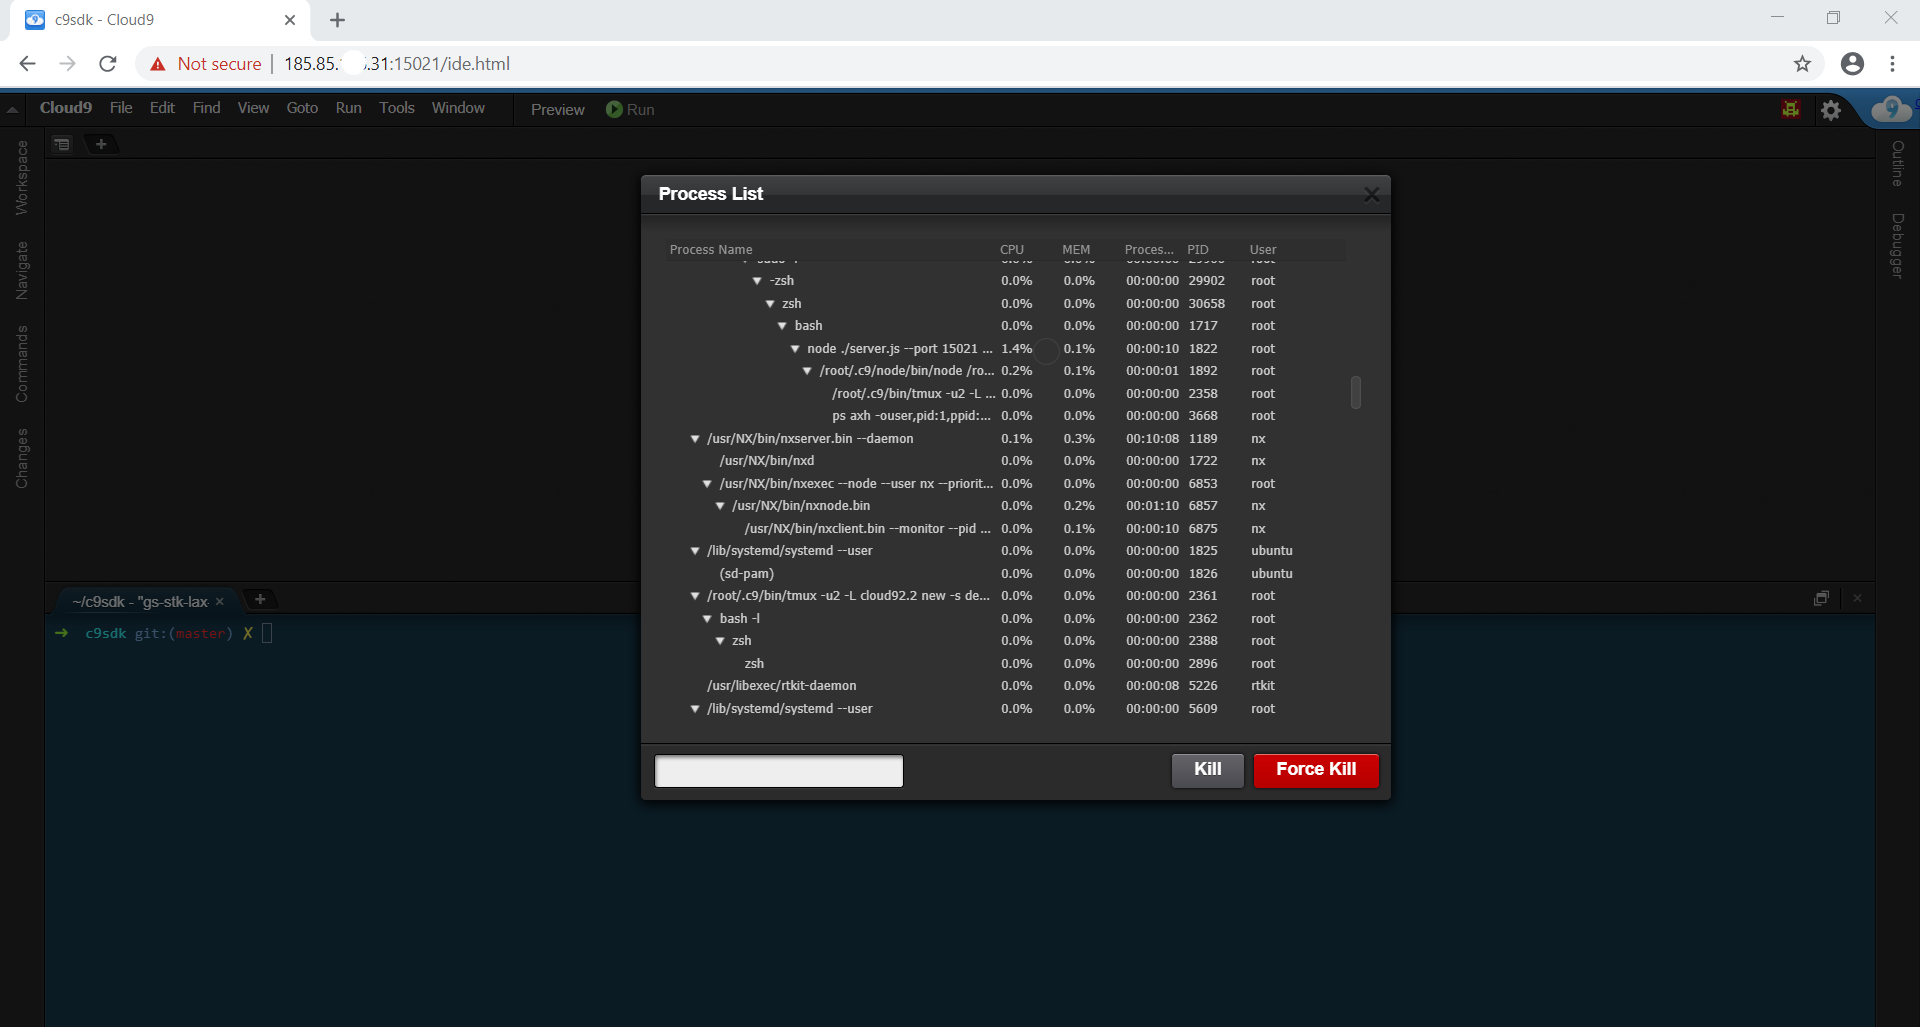 c9sdk - Cloud9
Not secure 185.85. .31:15021/ide.html
Cloud9 File Edit Find View Goto Run Tools Window Preview Run
Workspace
Navigate
Commands
Changes
Outline
Debugger
Process List
Process Name CPU MEM Proces... PID User
-zsh 0.0% 0.0% 00:00:00 29902 root
zsh 0.0% 0.0% 00:00:00 30658 root
bash 0.0% 0.0% 00:00:00 1717 root
node ./server.js --port 15021 ... 1.4% 0.1% 00:00:10 1822 root
/root/.c9/node/bin/node /ro... 0.2% 0.1% 00:00:01 1892 root
/root/.c9/bin/tmux -u2 -L ... 0.0% 0.0% 00:00:00 2358 root
ps axh -ouser,pid:1,ppid:... 0.0% 0.0% 00:00:00 3668 root
/usr/NX/bin/nxserver.bin --daemon 0.1% 0.3% 00:10:08 1189 nx
/usr/NX/bin/nxd 0.0% 0.0% 00:00:00 1722 nx
/usr/NX/bin/nxexec --node --user nx --priorit... 0.0% 0.0% 00:00:00 6853 root
/usr/NX/bin/nxnode.bin 0.0% 0.2% 00:01:10 6857 nx
/usr/NX/bin/nxclient.bin --monitor --pid ... 0.0% 0.1% 00:00:10 6875 nx
/lib/systemd/systemd --user 0.0% 0.0% 00:00:00 1825 ubuntu
(sd-pam) 0.0% 0.0% 00:00:00 1826 ubuntu
/root/.c9/bin/tmux -u2 -L cloud92.2 new -s de... 0.0% 0.0% 00:00:00 2361 root
bash -l 0.0% 0.0% 00:00:00 2362 root
zsh 0.0% 0.0% 00:00:00 2388 root
zsh 0.0% 0.0% 00:00:00 2896 root
/usr/libexec/rtkit-daemon 0.0% 0.0% 00:00:08 5226 rtkit
/lib/systemd/systemd --user 0.0% 0.0% 00:00:00 5609 root
Kill Force Kill
~/c9sdk - "gs-stk-lax
➜ c9sdk git:(master) ✗